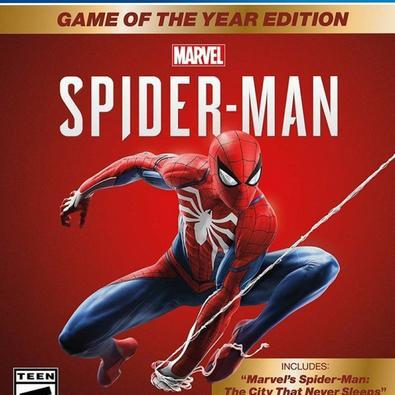 GAME OF THE YEAR EDITION
MARVEL
SPIDER-MAN
INCLUDES:
"Marvel's Spider-Man:
The City That Never Sleeps"
TEEN